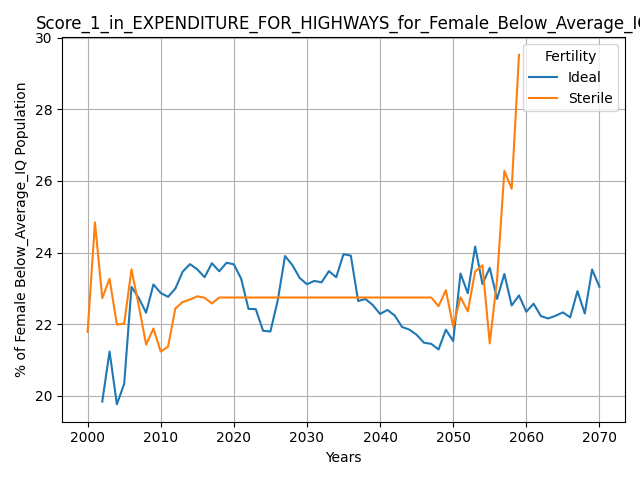 Score_1_in_EXPENDITURE_FOR_HIGHWAYS_for_Female_Below_Average_IQ
% of Female Below_Average_IQ Population
30
28
26
24
22
20
Fertility
Ideal
Sterile
2000 2010 2020 2030 2040 2050 2060 2070
Years